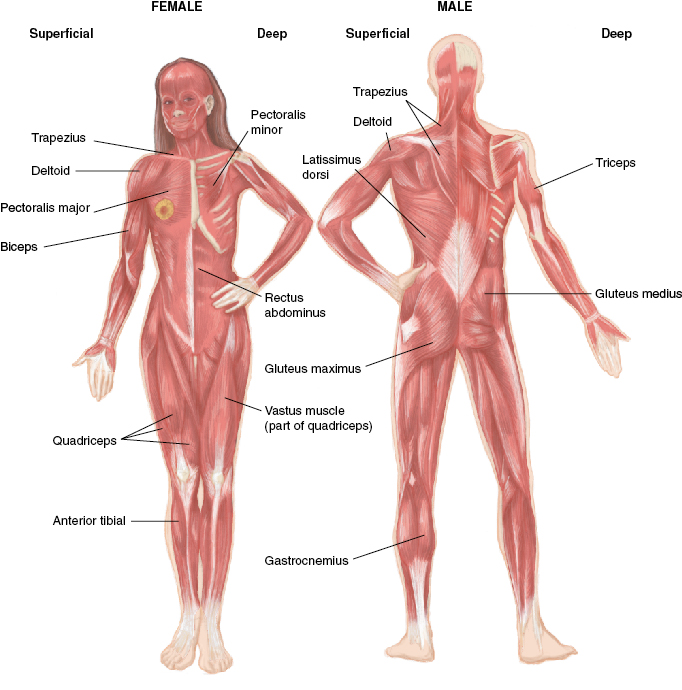 FEMALE
MALE
Superficial
Deep
Superficial
Deep
Pectoralis
minor
Trapezius
Deltoid
Pectoralis major
Biceps
Rectus
abdominus
Vastus muscle
(part of quadriceps)
Quadriceps
Anterior tibial
Trapezius
Deltoid
Latissimus
dorsi
Triceps
Gluteus medius
Gluteus maximus
Gastrocnemius